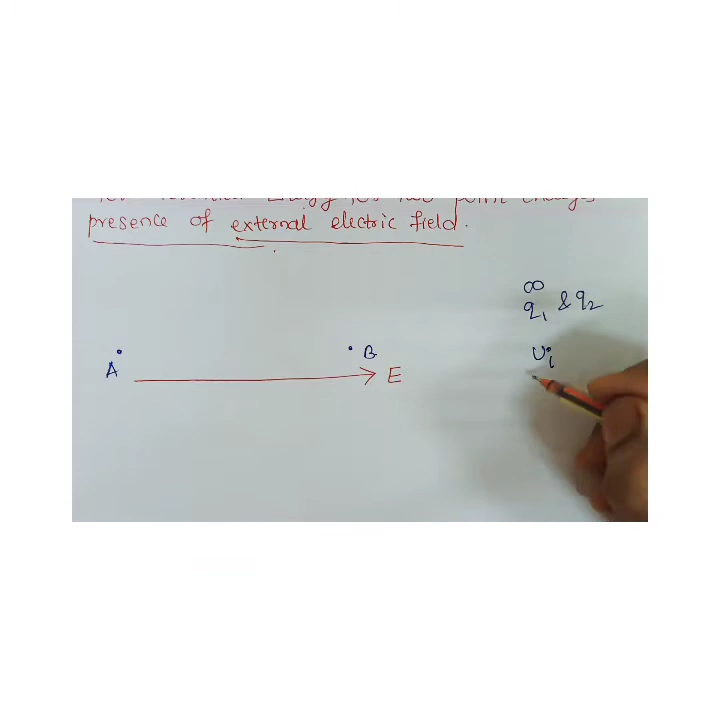 presence of external electric field.
∞
q₁ & q₂
Uᵢ
A
B
E